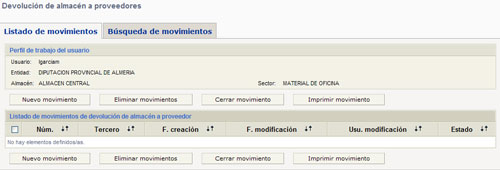 Devolución de almacén a proveedores
Listado de movimientos Búsqueda de movimientos
Perfil de trabajo del usuario
Usuario: lgarciam
Entidad: DIPUTACION PROVINCIAL DE ALMERIA
Almacén: ALMACEN CENTRAL Sector: MATERIAL DE OFICINA
Nuevo movimiento Eliminar movimientos Cerrar movimiento Imprimir movimiento
Listado de movimientos de devolución de almacén a proveedor
Núm. Tercero F. creación F. modificación Usu. modificación Estado
No hay elementos definidos/as.
Nuevo movimiento Eliminar movimientos Cerrar movimiento Imprimir movimiento